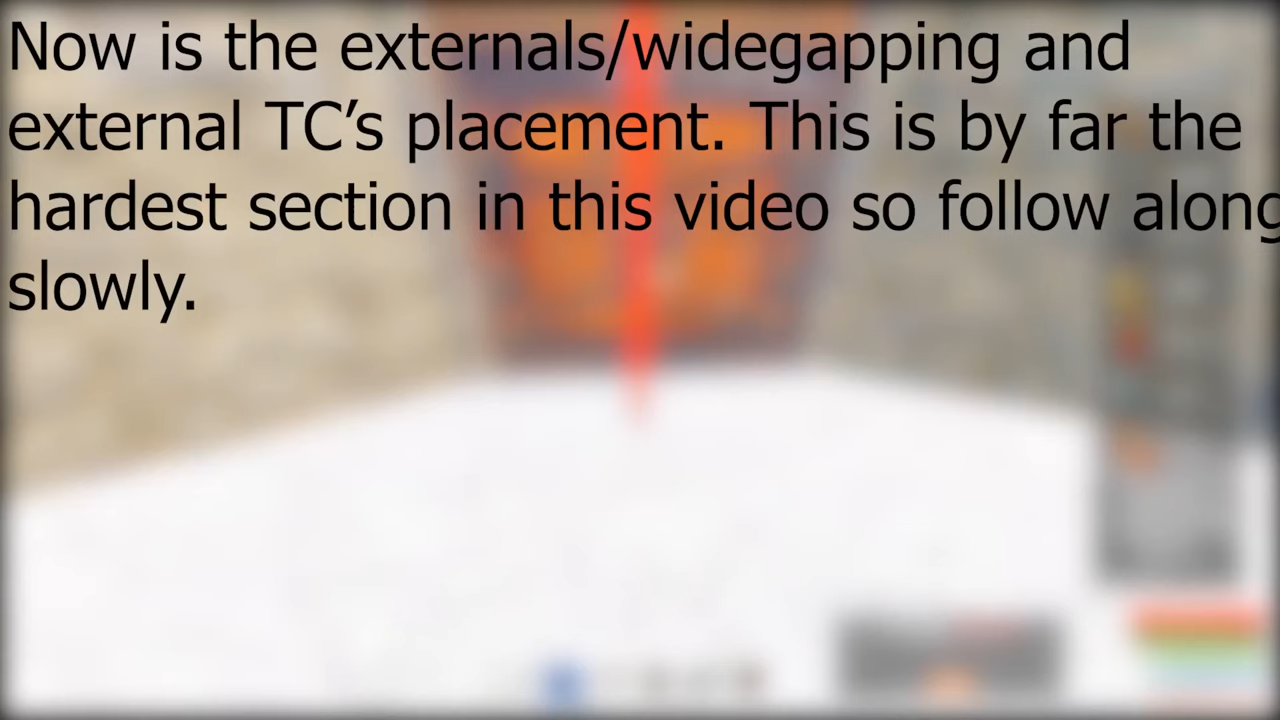 Now is the externals/widegapping and
external TC’s placement. This is by far the
hardest section in this video so follow along
slowly.